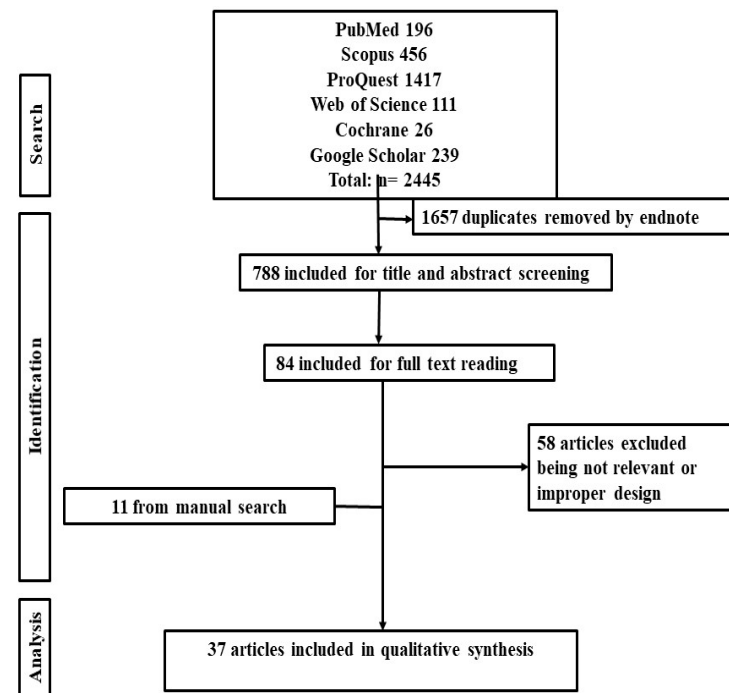 PubMed 196
Scopus 456
ProQuest 1417
Web of Science 111
Cochrane 26
Google Scholar 239
Total: n= 2445
Search
1657 duplicates removed by endnote
788 included for title and abstract screening
84 included for full text reading
Identification
58 articles excluded
being not relevant or
improper design
11 from manual search
37 articles included in qualitative synthesis
Analysis